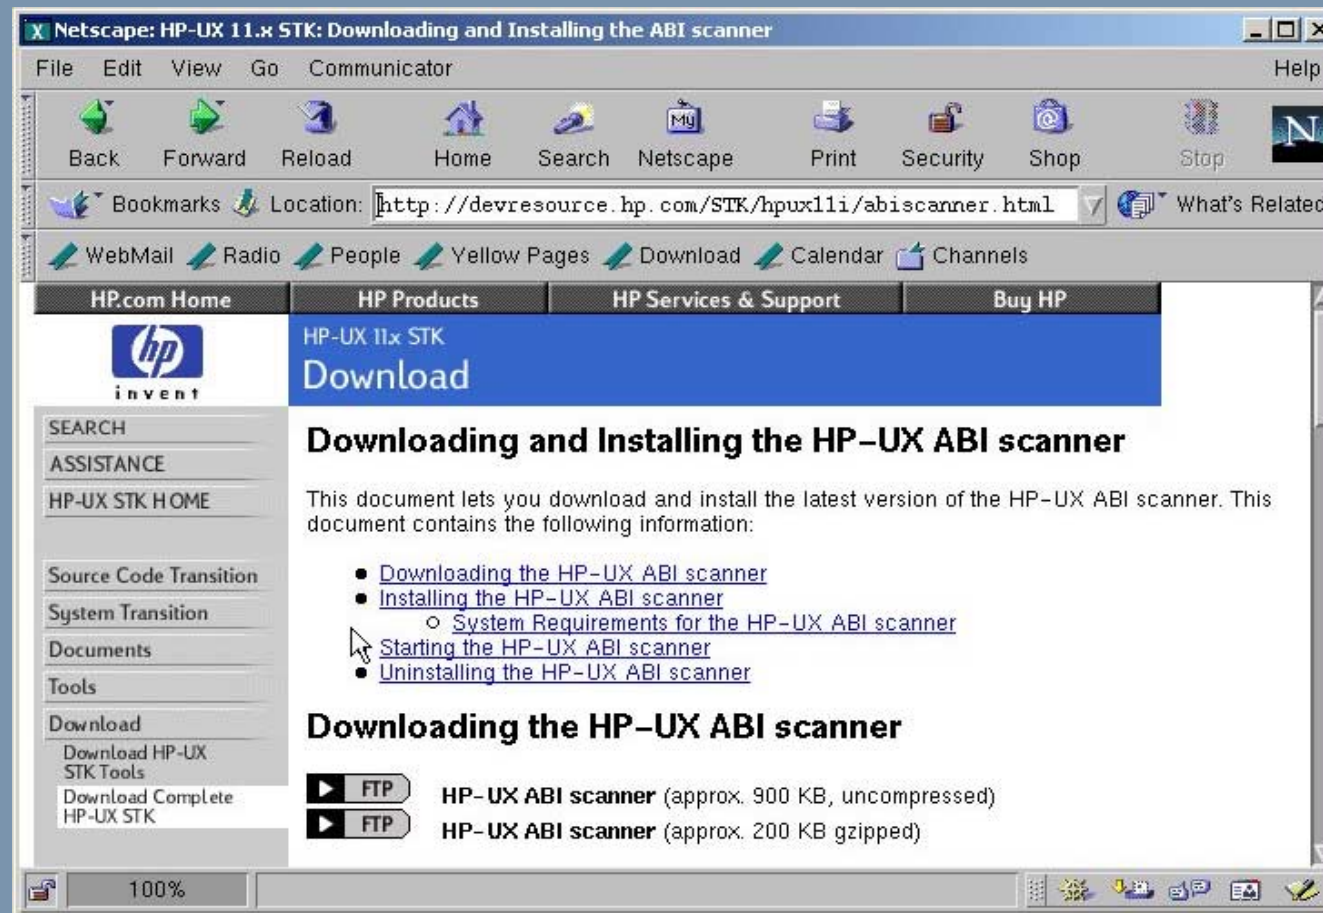 Netscape: HP-UX 11.x STK: Downloading and Installing the ABI scanner
File Edit View Go Communicator Help
My
N
Back Forward Reload Home Search Netscape Print Security Shop Stop
Bookmarks Location: http://devresource.hp.com/STK/hpux11i/abiscanner.html What's Related
WebMail Radio People Yellow Pages Download Calendar Channels
HP.com Home HP Products HP Services & Support Buy HP
hp
invent
HP-UX 11.x STK
Download
SEARCH
ASSISTANCE
HP-UX STK HOME
Source Code Transition
System Transition
Documents
Tools
Download
Download HP-UX
STK Tools
Download Complete
HP-UX STK
Downloading and Installing the HP-UX ABI scanner
This document lets you download and install the latest version of the HP-UX ABI scanner. This
document contains the following information:
Downloading the HP-UX ABI scanner
Installing the HP-UX ABI scanner
System Requirements for the HP-UX ABI scanner
Starting the HP-UX ABI scanner
Uninstalling the HP-UX ABI scanner
Downloading the HP-UX ABI scanner
FTP HP-UX ABI scanner (approx. 900 KB, uncompressed)
FTP HP-UX ABI scanner (approx. 200 KB gzipped)
100%